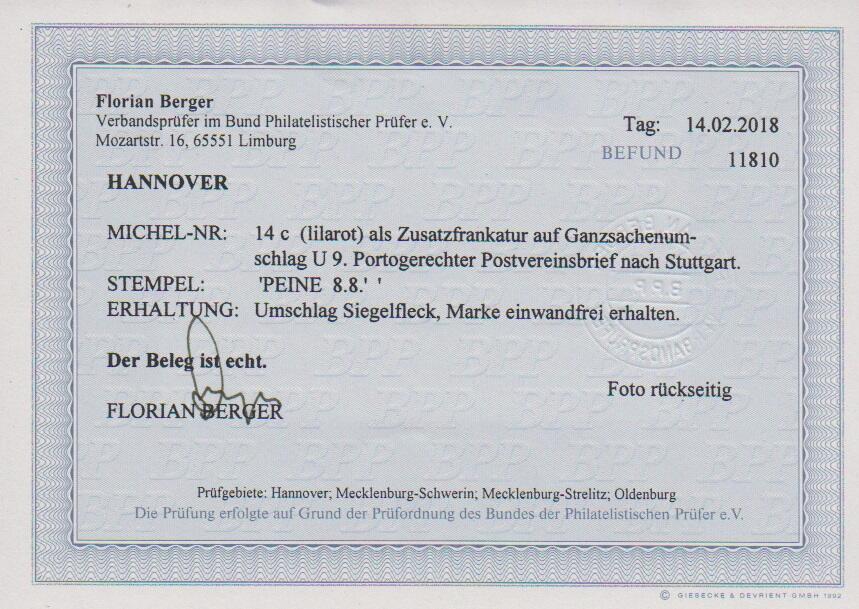 Florian Berger
Verbandsprüfer im Bund Philatelistischer Prüfer e. V.
Mozartstr. 16, 65551 Limburg
Tag: 14.02.2018
BEFUND 11810
HANNOVER
MICHEL-NR: 14 c (lilarot) als Zusatzfrankatur auf Ganzsachenum-
schlag U 9. Portogerechter Postvereinsbrief nach Stuttgart.
STEMPEL: 'PEINE 8.8.' '
ERHALTUNG: Umschlag Siegelfleck, Marke einwandfrei erhalten.
Der Beleg ist echt.
Foto rückseitig
FLORIAN BERGER
Prüfgebiete: Hannover; Mecklenburg-Schwerin; Mecklenburg-Strelitz; Oldenburg
Die Prüfung erfolgte auf Grund der Prüfordnung des Bundes der Philatelistischen Prüfer e.V.
© GIESECKE & DEVRIENT GMBH 1992